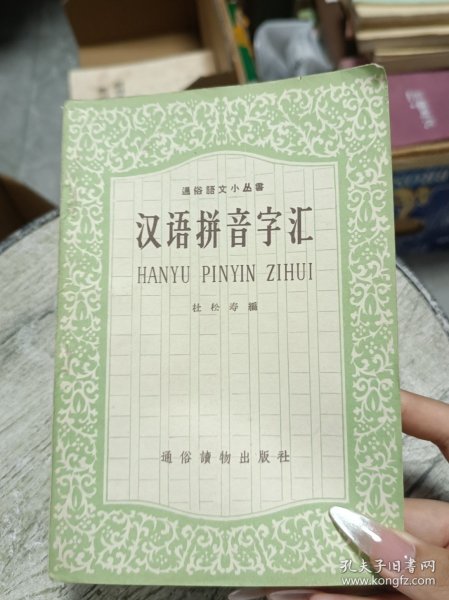 通俗語文小丛書
汉语拼音字汇
HANYU PINYIN ZIHUI
杜松寿編
通俗讀物出版社
孔夫子旧书网
www.kongfz.com